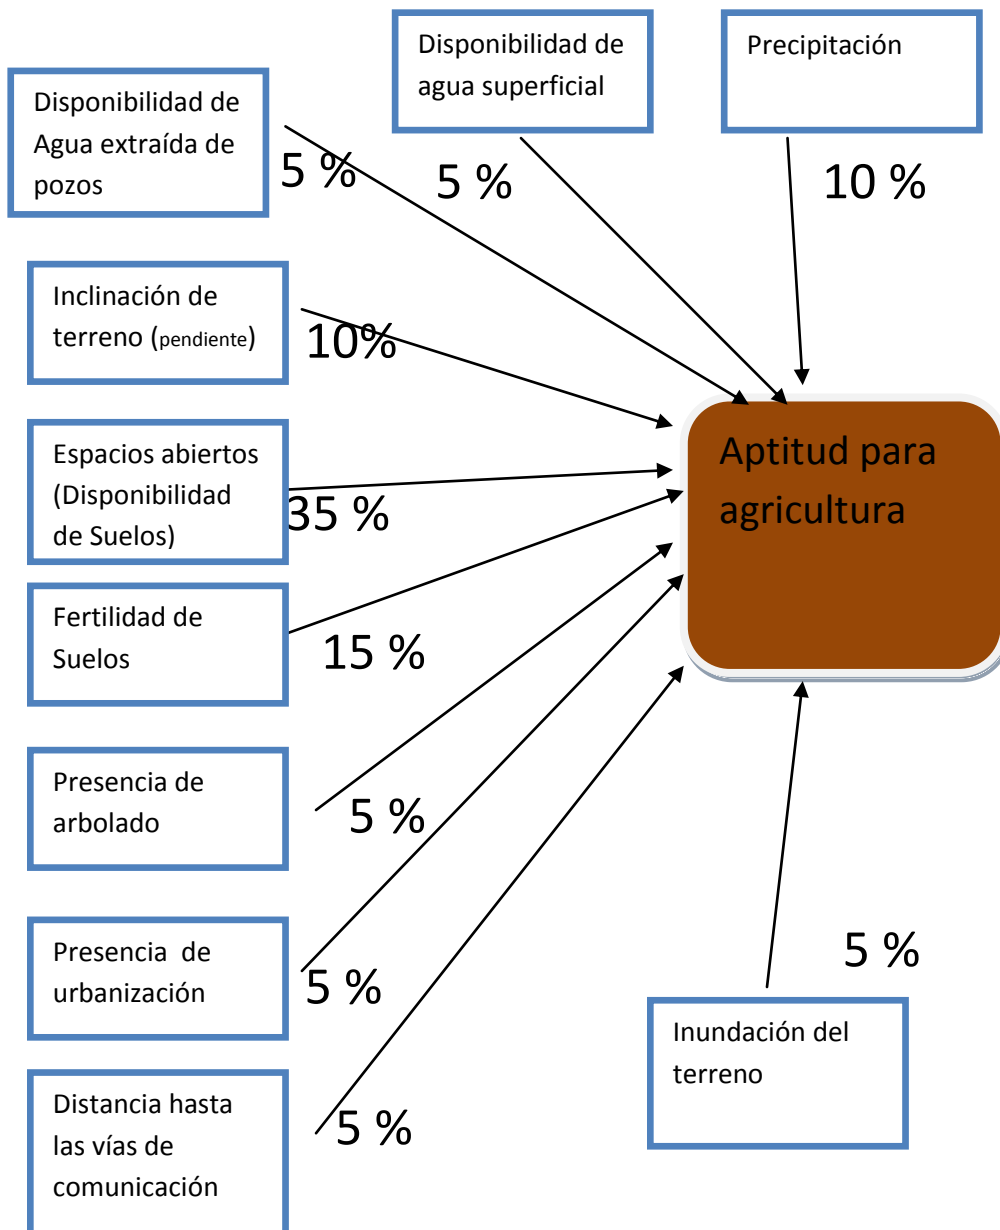 Disponibilidad de
agua superficial
Precipitación
Disponibilidad de
Agua extraída de
pozos
5 %
5 %
10 %
Inclinación de
terreno (pendiente)
10%
Espacios abiertos
(Disponibilidad
de Suelos)
35 %
Aptitud para
agricultura
Fertilidad de
Suelos
15 %
Presencia de
arbolado
5 %
Presencia  de
urbanización
5 %
5 %
Inundación del
terreno
Distancia hasta
las vías de
comunicación
5 %